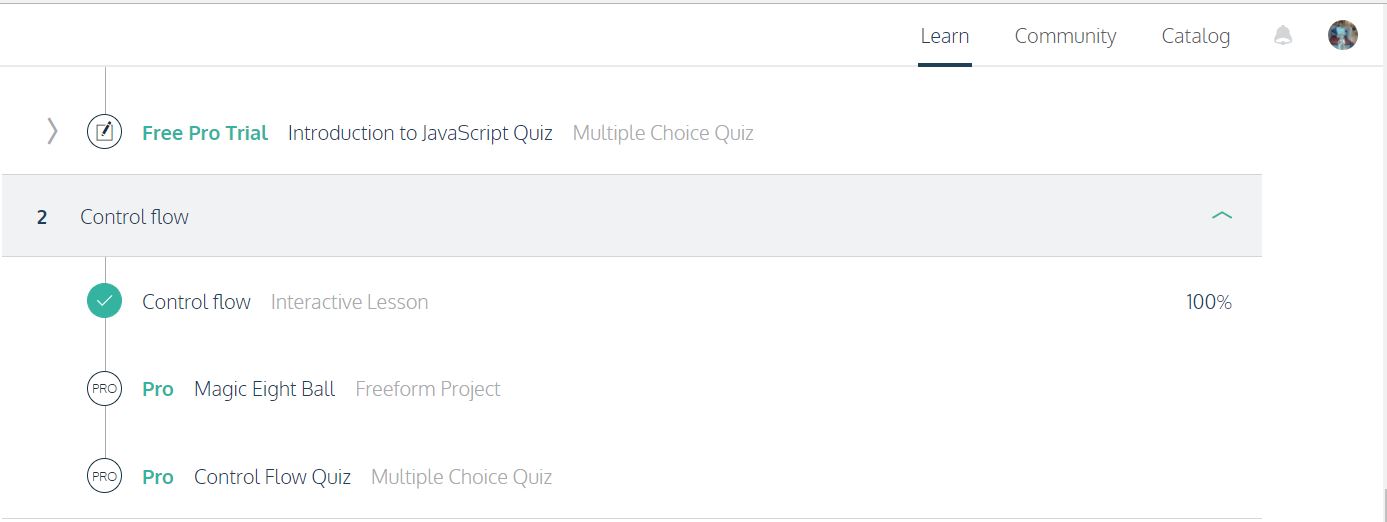 Learn Community Catalog
Free Pro Trial Introduction to JavaScript Quiz Multiple Choice Quiz
2 Control flow
Control flow Interactive Lesson 100%
PRO Pro Magic Eight Ball Freeform Project
PRO Pro Control Flow Quiz Multiple Choice Quiz